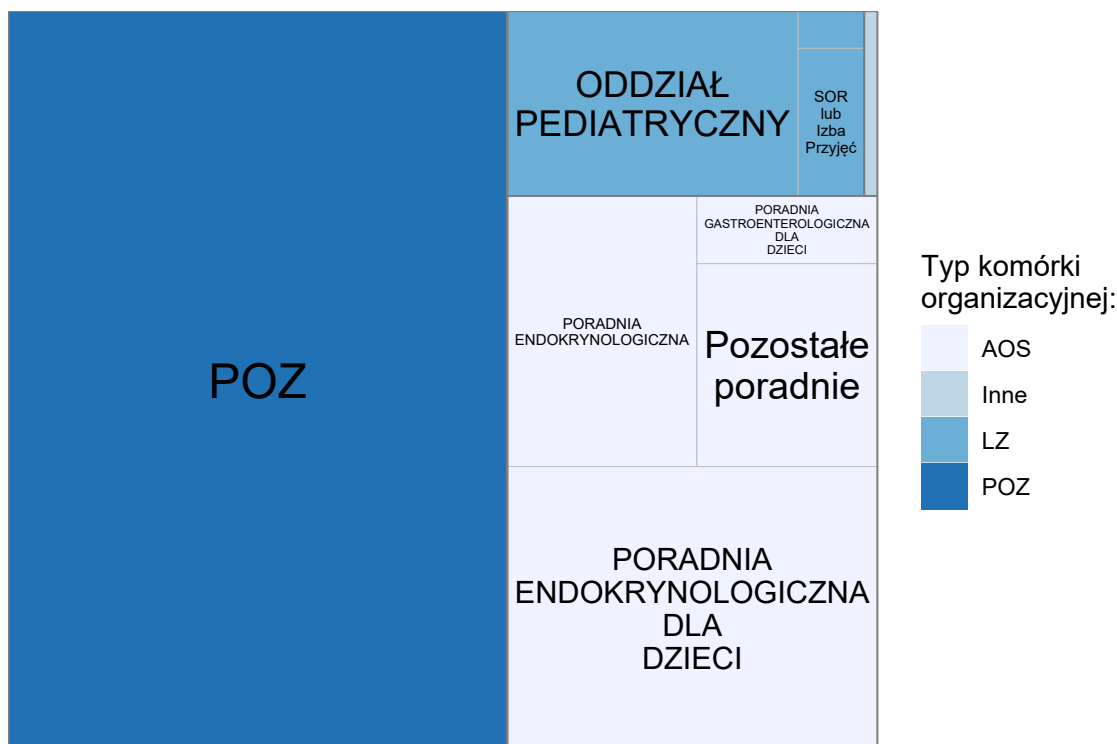 POZ
ODDZIAŁ
PEDIATRYCZNY
SOR
lub
Izba
Przyjęć
PORADNIA
ENDOKRYNOLOGICZNA
PORADNIA
GASTROENTEROLOGICZNA
DLA
DZIECI
Pozostałe
poradnie
PORADNIA
ENDOKRYNOLOGICZNA
DLA
DZIECI
Typ komórki
organizacyjnej:
AOS
Inne
LZ
POZ